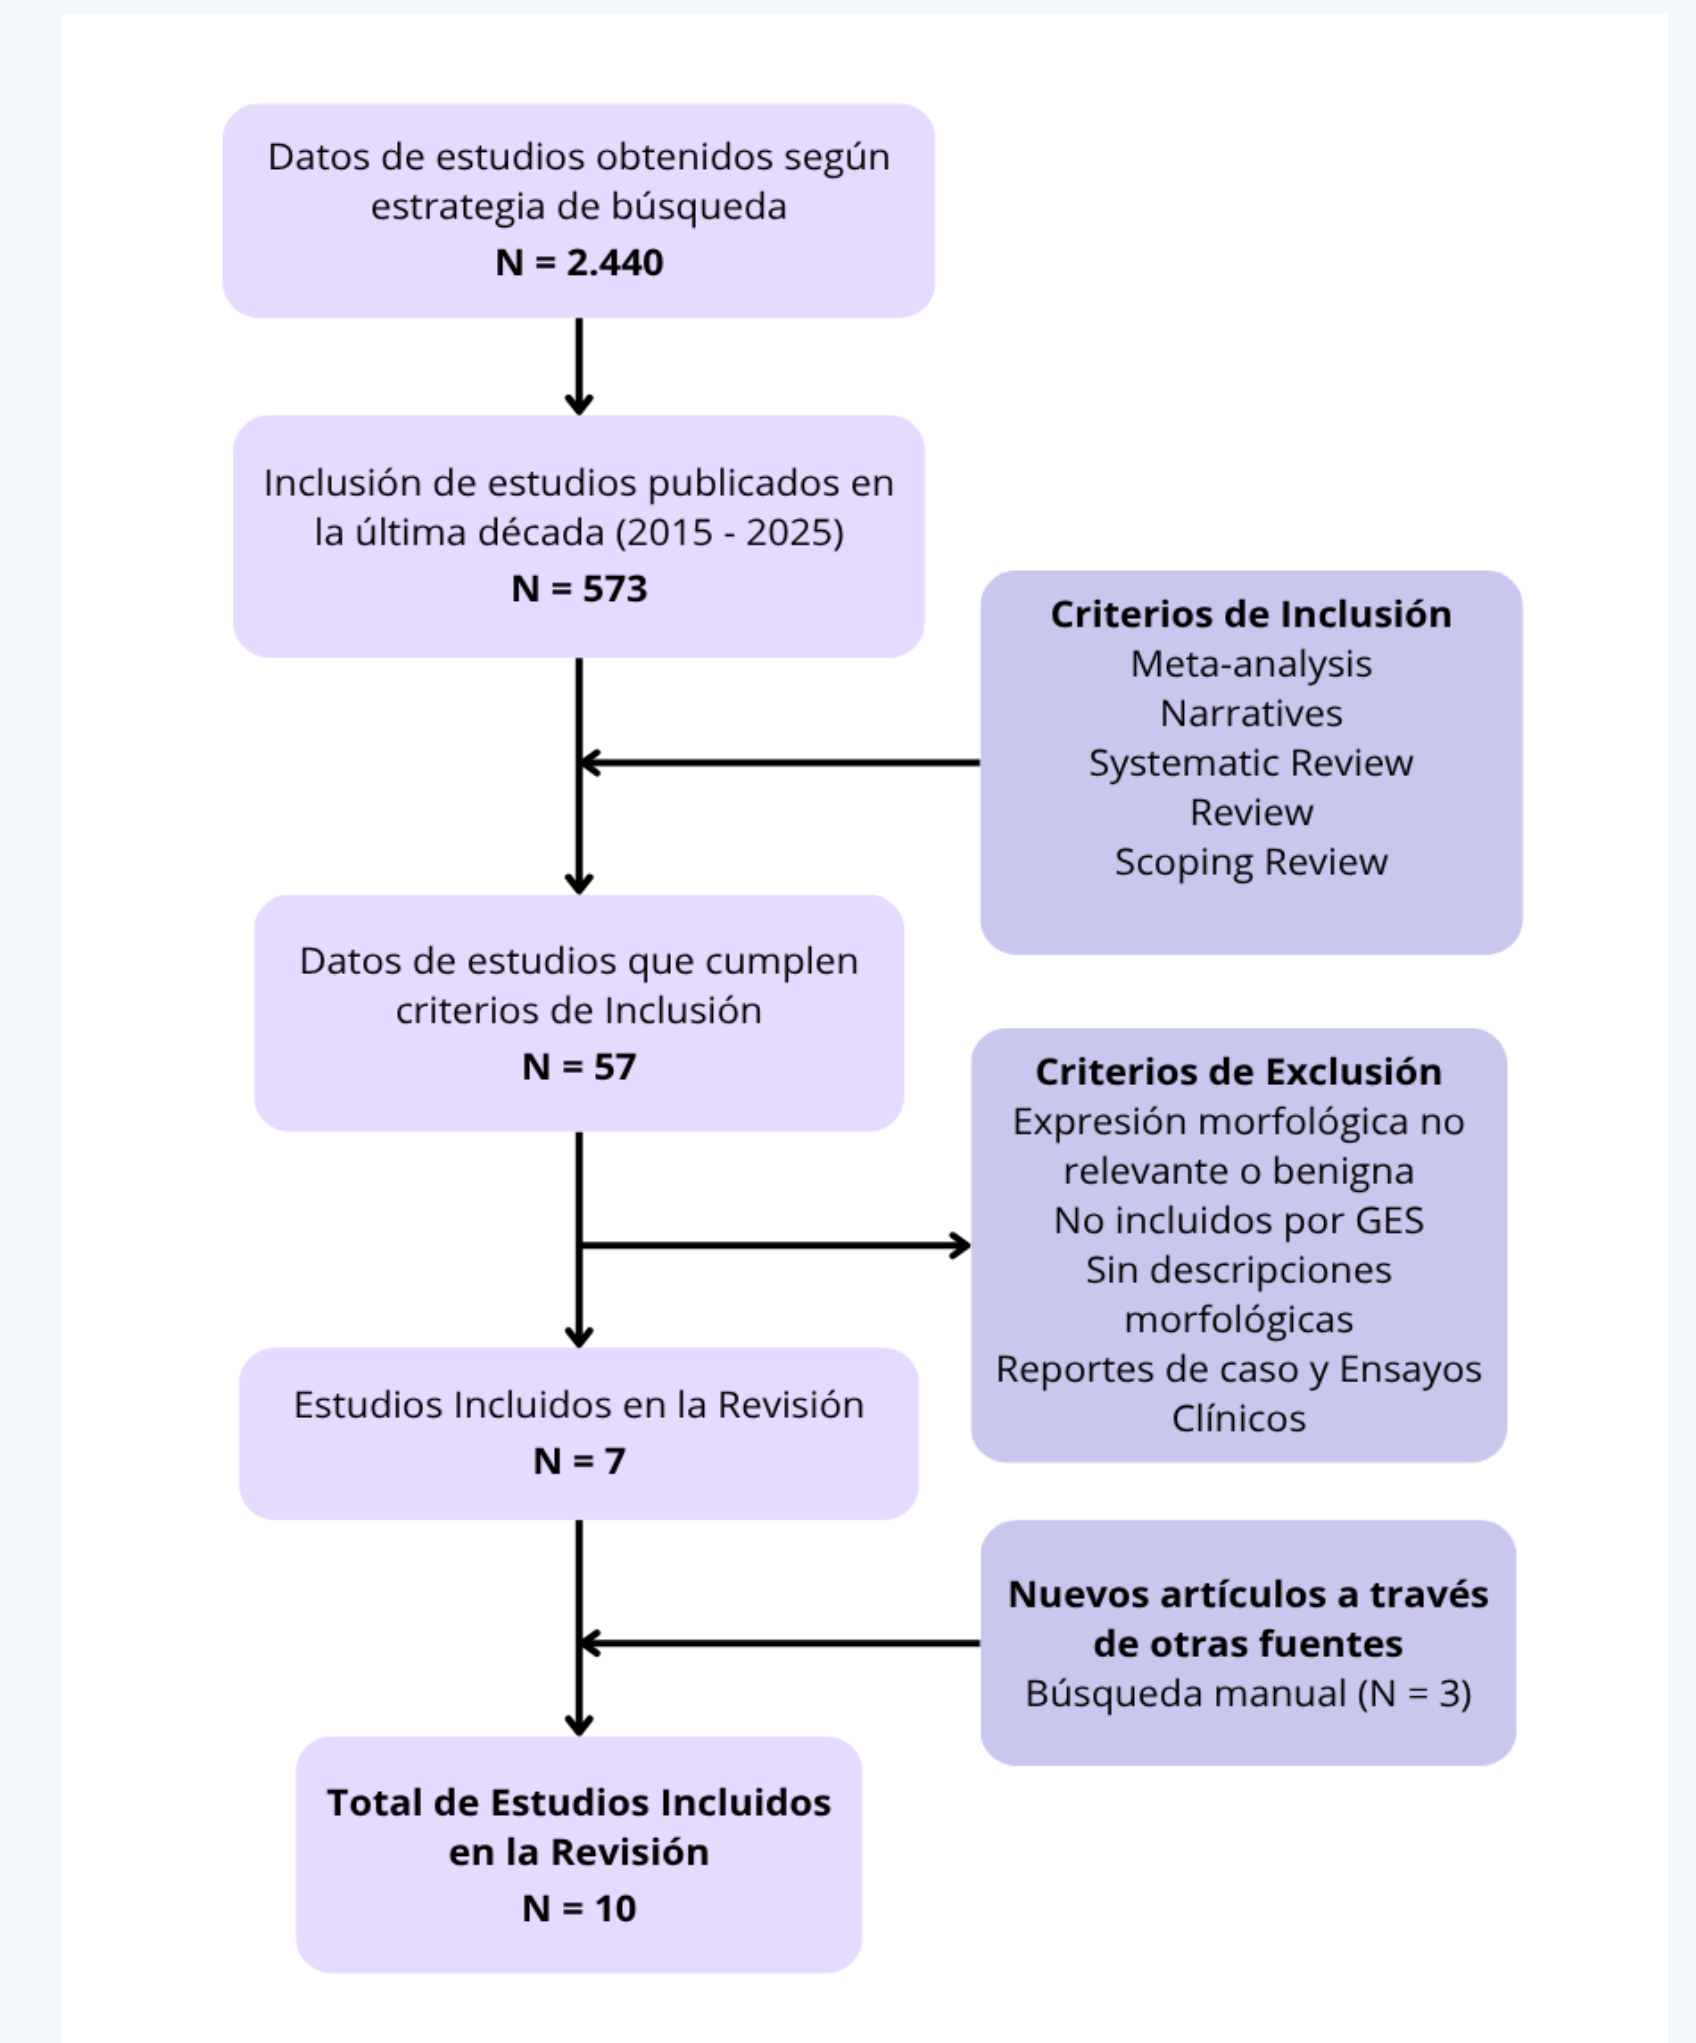 Datos de estudios obtenidos según
estrategia de búsqueda
N = 2.440
Inclusión de estudios publicados en
la última década (2015 - 2025)
N = 573
Criterios de Inclusión
Meta-analysis
Narratives
Systematic Review
Review
Scoping Review
Datos de estudios que cumplen
criterios de Inclusión
N = 57
Criterios de Exclusión
Expresión morfológica no
relevante o benigna
No incluidos por GES
Sin descripciones
morfológicas
Reportes de caso y Ensayos
Clínicos
Estudios Incluidos en la Revisión
N = 7
Nuevos artículos a través
de otras fuentes
Búsqueda manual (N = 3)
Total de Estudios Incluidos
en la Revisión
N = 10